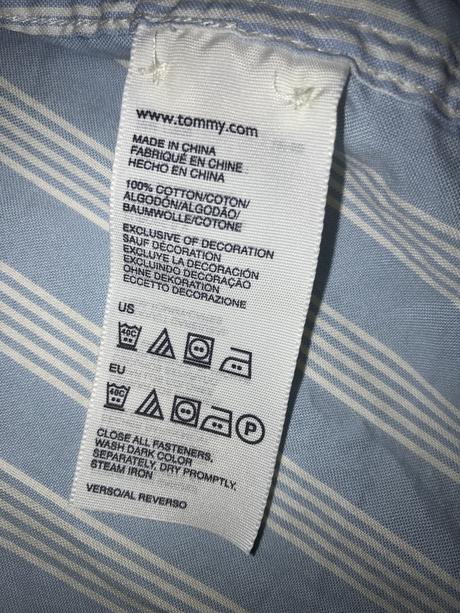 www.tommy.com
MADE IN CHINA
FABRIQUÉ EN CHINE
HECHO EN CHINA
100% COTTON/COTON/
ALGODÓN/ALGODÃO/
BAUMWOLLE/COTONE
EXCLUSIVE OF DECORATION
SAUF DÉCORATION
EXCLUYE LA DECORACIÓN
EXCLUINDO DECORAÇÃO
OHNE DEKORATION
ECCETTO DECORAZIONE
US
40C
EU
40C P
CLOSE ALL FASTENERS,
WASH DARK COLOR
SEPARATELY, DRY PROMPTLY,
STEAM IRON
VERSO/AL REVERSO